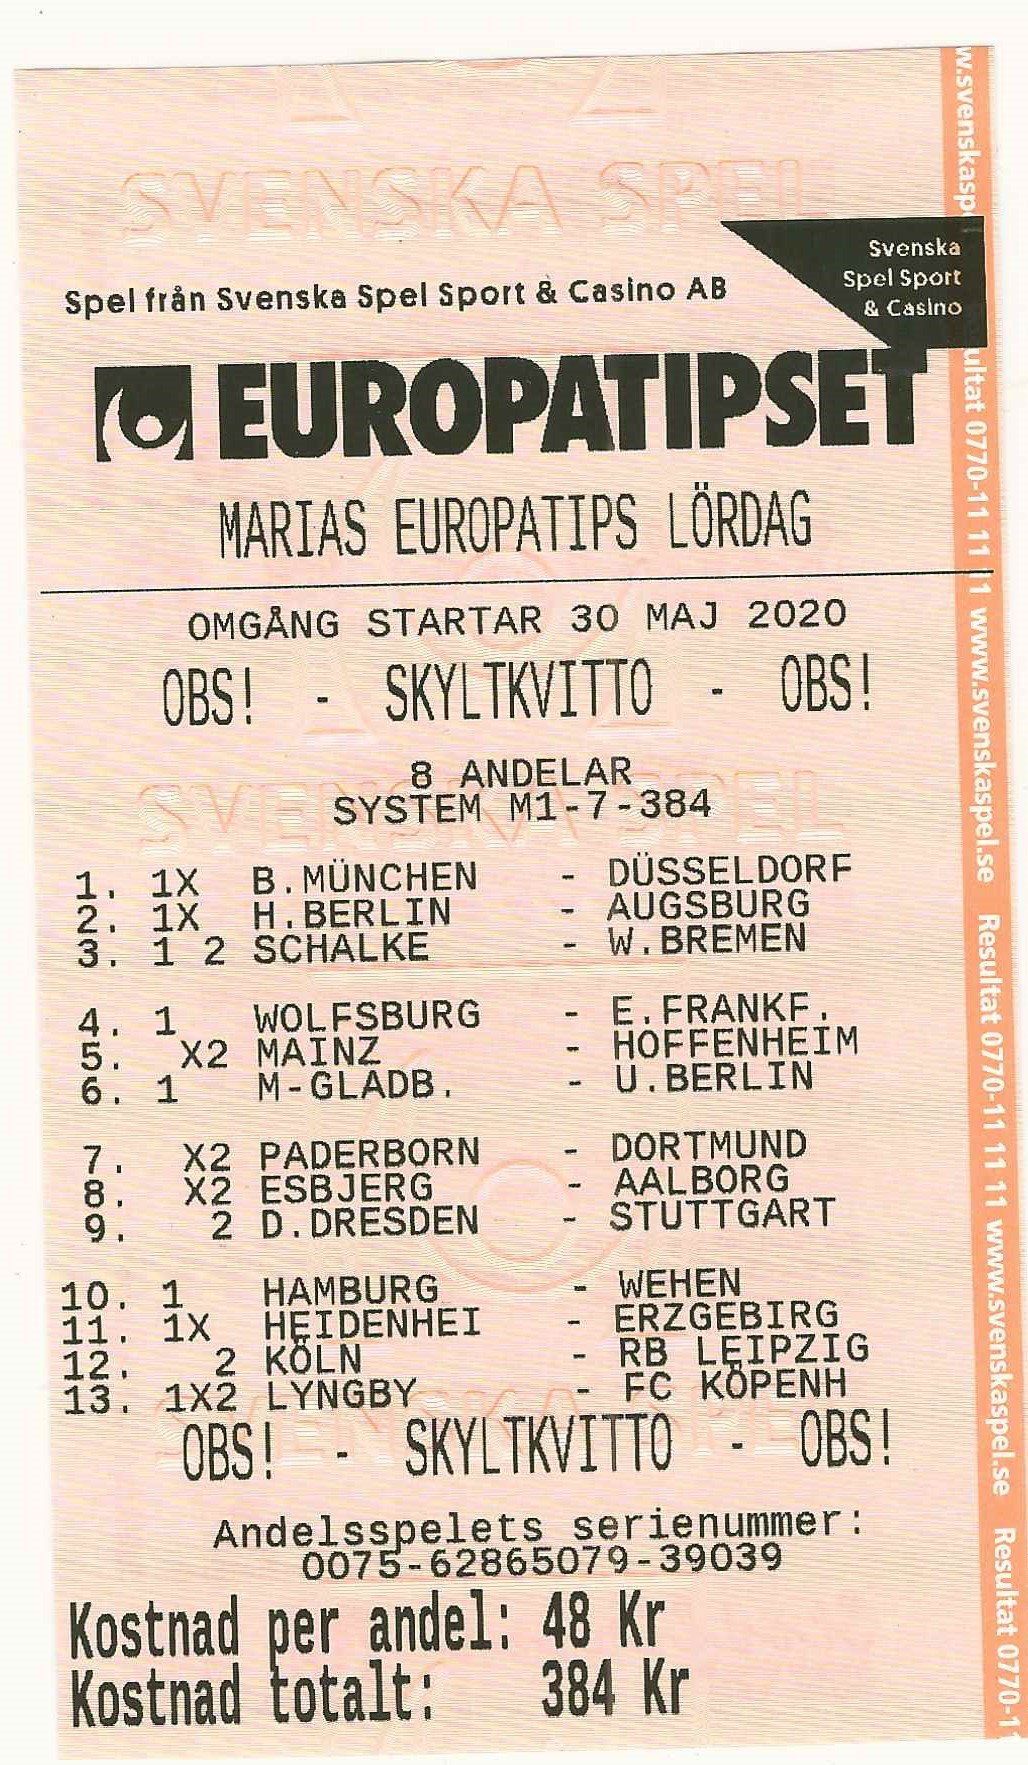 SVENSKA SPEL
Svenska
Spel Sport
& Casino
Spel från Svenska Spel Sport & Casino AB
EUROPATIPSET
MARIAS EUROPATIPS LÖRDAG
OMGÅNG STARTAR 30 MAJ 2020
OBS! - SKYLTKVITTO - OBS!
8 ANDELAR
SVENSKA SPEL
SYSTEM M1-7-384
1. 1X B.MÜNCHEN - DÜSSELDORF
2. 1X H.BERLIN - AUGSBURG
3. 1 2 SCHALKE - W.BREMEN
4. 1 WOLFSBURG - E.FRANKF.
5. X2 MAINZ - HOFFENHEIM
6. 1 M-GLADB. - U.BERLIN
7. X2 PADERBORN - DORTMUND
8. X2 ESBJERG - AALBORG
9. 2 D.DRESDEN - STUTTGART
10. 1 HAMBURG - WEHEN
11. 1X HEIDENHEI - ERZGEBIRG
12. 2 KÖLN - RB LEIPZIG
13. 1X2 LYNGBY - FC KÖPENH
OBS! - SKYLTKVITTO - OBS!
Andelsspelets serienummer:
0075-62865079-39039
Kostnad per andel: 48 Kr
Kostnad totalt: 384 Kr
w.svenskaspe ultat 0770-11 11 11 www.svenskaspel.se Resultat 0770-11 11 11 www.svenskaspel.se Resultat 0770-11